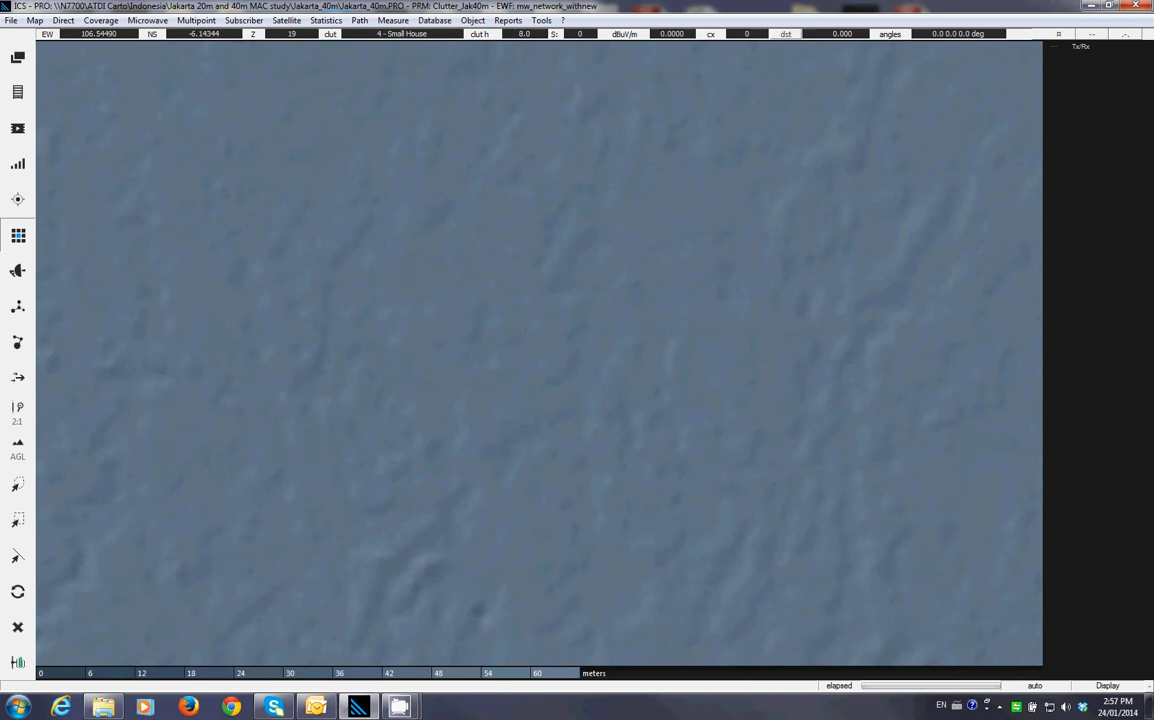 ICS - PRO: \\N7700\ATDI Carto\Indonesia\Jakarta 20m and 40m MAC study\Jakarta_40m\Jakarta_40m.PRO - PRM: Clutter_Jak40m - EWF: mw_network_withnew
File Map Coverage Microwave Multipoint Subscriber Satellite Statistics Path Measure Database Object Reports Tools ?
EW 106.54490 NS -6.14344 Z 19 clut 4 - Small House clut h 8.0 S: 0 dBuV/m 0.0000 cx 0 dst 0.000 angles 0.0 0.0 0.0 deg
Tx/Rx
2:1
AGL
0 6 12 18 24 30 36 42 48 54 60 meters
elapsed auto Display
EN 2:57 PM
24/01/2014